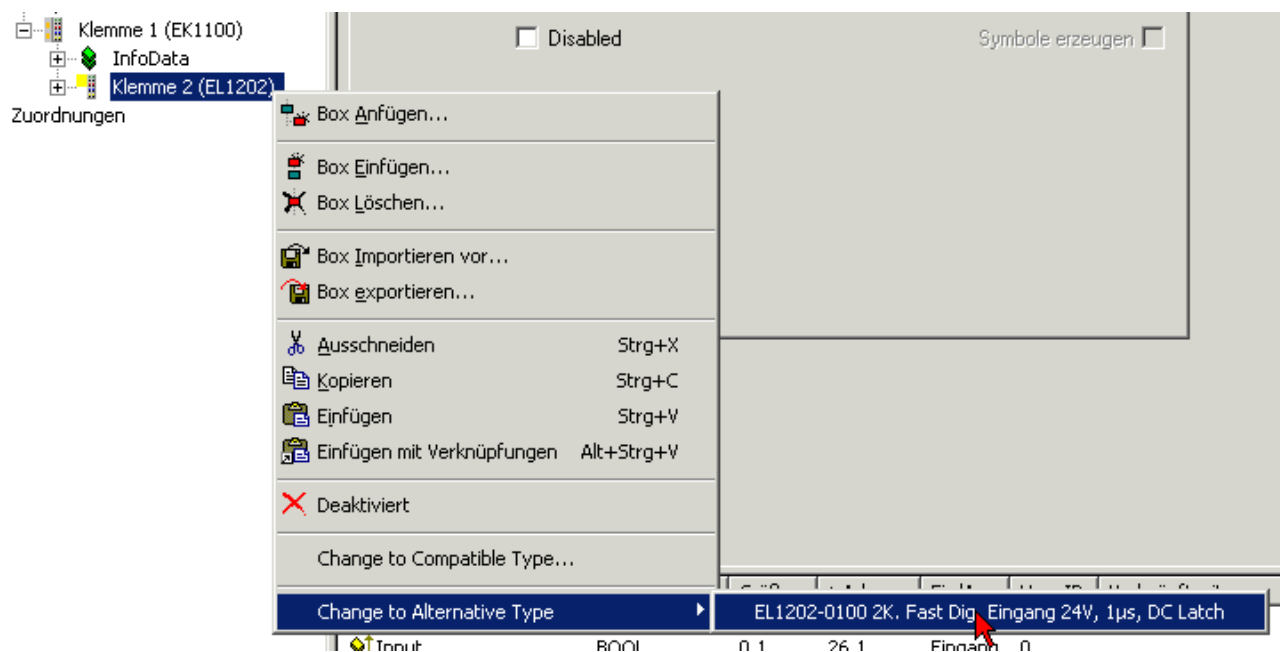 Klemme 1 (EK1100)
InfoData
Klemme 2 (EL1202)
Zuordnungen
Disabled
Symbole erzeugen
Box Anfügen...
Box Einfügen...
Box Löschen...
Box Importieren vor...
Box exportieren...
Ausschneiden Strg+X
Kopieren Strg+C
Einfügen Strg+V
Einfügen mit Verknüpfungen Alt+Strg+V
Deaktiviert
Change to Compatible Type...
Change to Alternative Type
EL1202-0100 2K. Fast Dig. Eingang 24V, 1µs, DC Latch
Input BOOL 0.1 26.1 Eingang 0